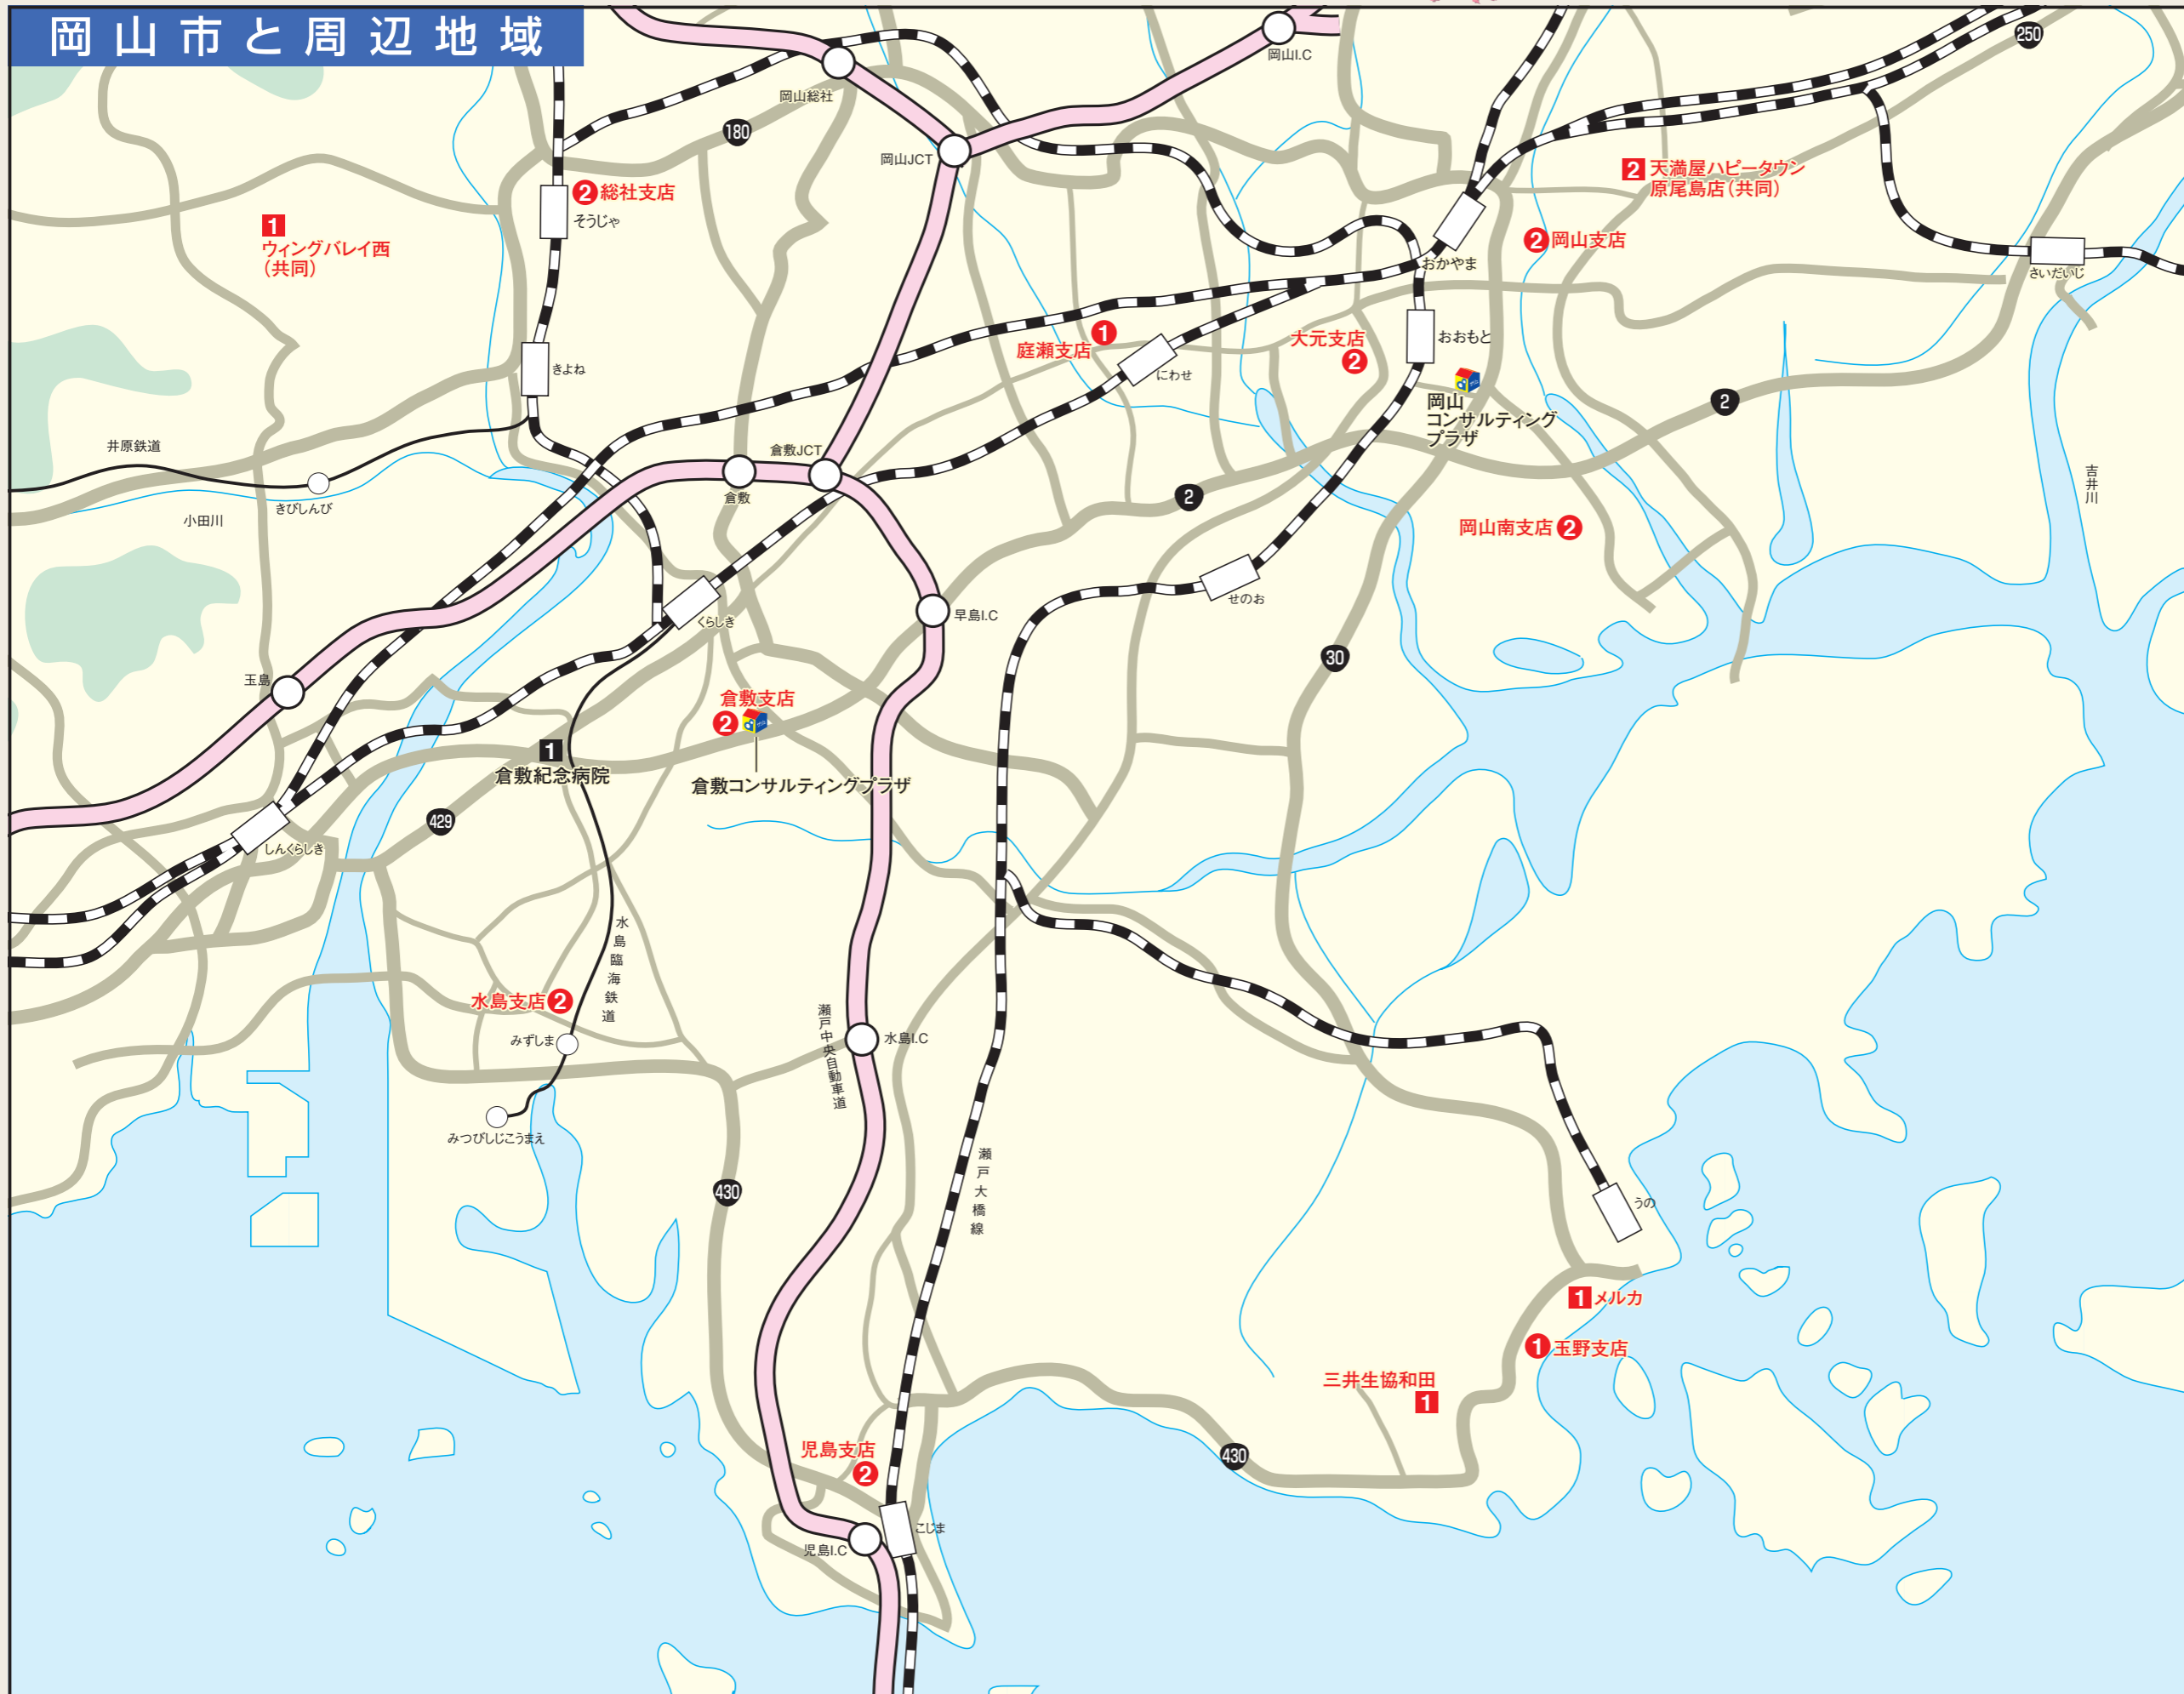 岡山市と周辺地域
岡山I.C
250
岡山総社
180
岡山JCT
2 天満屋ハピータウン
原尾島店(共同)
2 総社支店
そうじゃ
1
ウィングバレイ西
(共同)
2 岡山支店
おかやま
さいだいじ
1
庭瀬支店
にわせ
大元支店
2
おおもと
きよね
岡山
コンサルティング
プラザ
2
井原鉄道
きびしんび
小田川
倉敷JCT
倉敷
2
吉井川
岡山南支店 2
せのお
くらしき
早島I.C
30
玉島
倉敷支店
2
倉敷コンサルティングプラザ
1
倉敷紀念病院
429
しんくらしき
水島臨海鉄道
水島支店 2
みずしま
瀬戸中央自動車道
水島I.C
みつびしじこうまえ
瀬戸大橋線
430
うの
1 メルカ
1 玉野支店
三井生協和田
1
430
児島支店
2
こじま
児島I.C